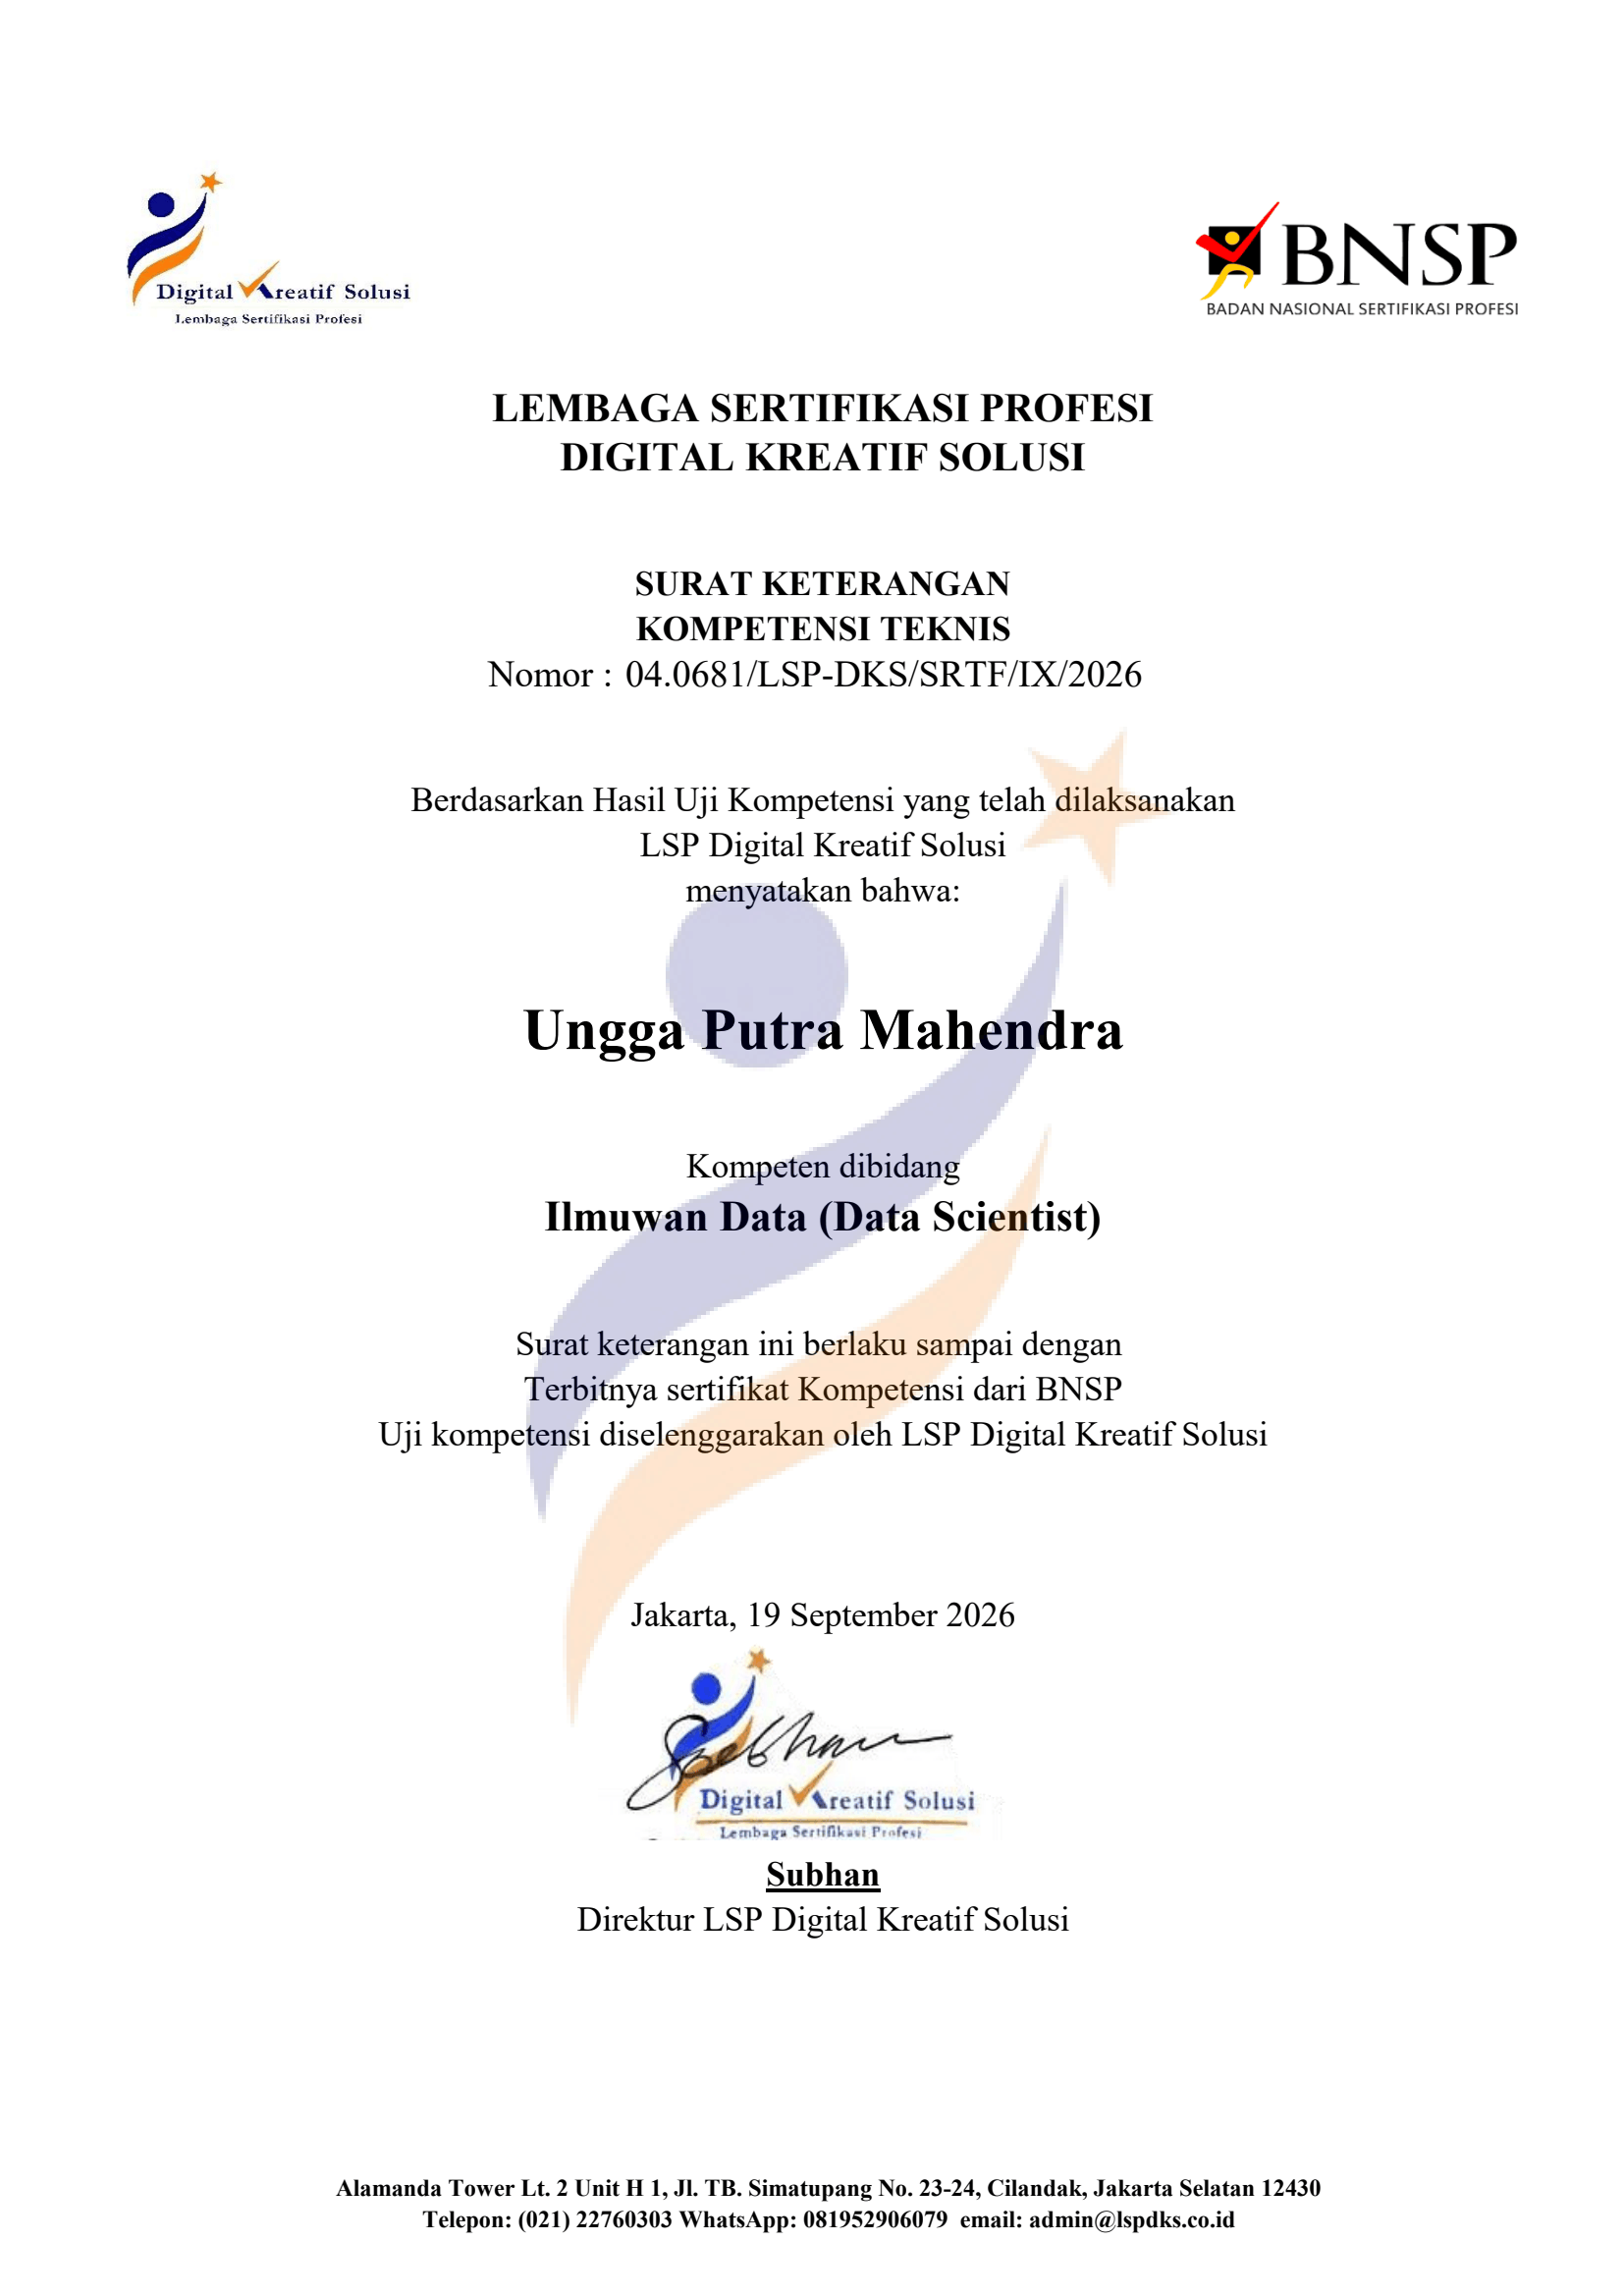 Digital Kreatif Solusi
Lembaga Sertifikasi Profesi
BNSP
BADAN NASIONAL SERTIFIKASI PROFESI
LEMBAGA SERTIFIKASI PROFESI
DIGITAL KREATIF SOLUSI
SURAT KETERANGAN
KOMPETENSI TEKNIS
Nomor : 04.0681/LSP-DKS/SRTF/IX/2026
Berdasarkan Hasil Uji Kompetensi yang telah dilaksanakan
LSP Digital Kreatif Solusi
menyatakan bahwa:
Ungga Putra Mahendra
Kompeten dibidang
Ilmuwan Data (Data Scientist)
Surat keterangan ini berlaku sampai dengan
Terbitnya sertifikat Kompetensi dari BNSP
Uji kompetensi diselenggarakan oleh LSP Digital Kreatif Solusi
Jakarta, 19 September 2026
Subhan
Digital Kreatif Solusi
Lembaga Sertifikasi Profesi
Subhan
Direktur LSP Digital Kreatif Solusi
Alamanda Tower Lt. 2 Unit H 1, Jl. TB. Simatupang No. 23-24, Cilandak, Jakarta Selatan 12430
Telepon: (021) 22760303 WhatsApp: 081952906079 email: admin@lspdks.co.id